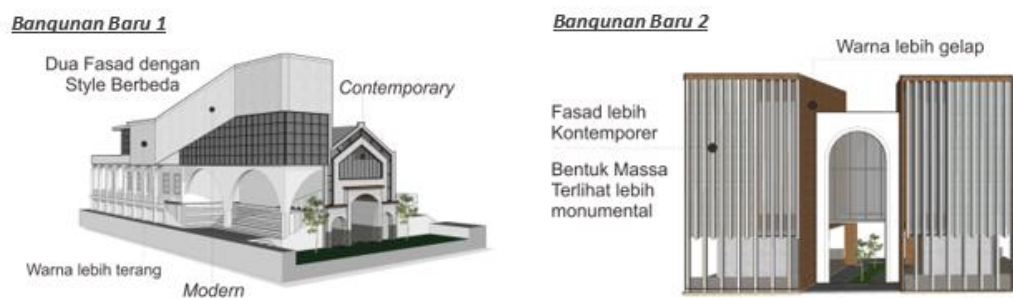 Bangunan Baru 1
Dua Fasad dengan
Style Berbeda
Contemporary
Warna lebih terang
Modern
Bangunan Baru 2
Warna lebih gelap
Fasad lebih
Kontemporer
Bentuk Massa
Terlihat lebih
monumental